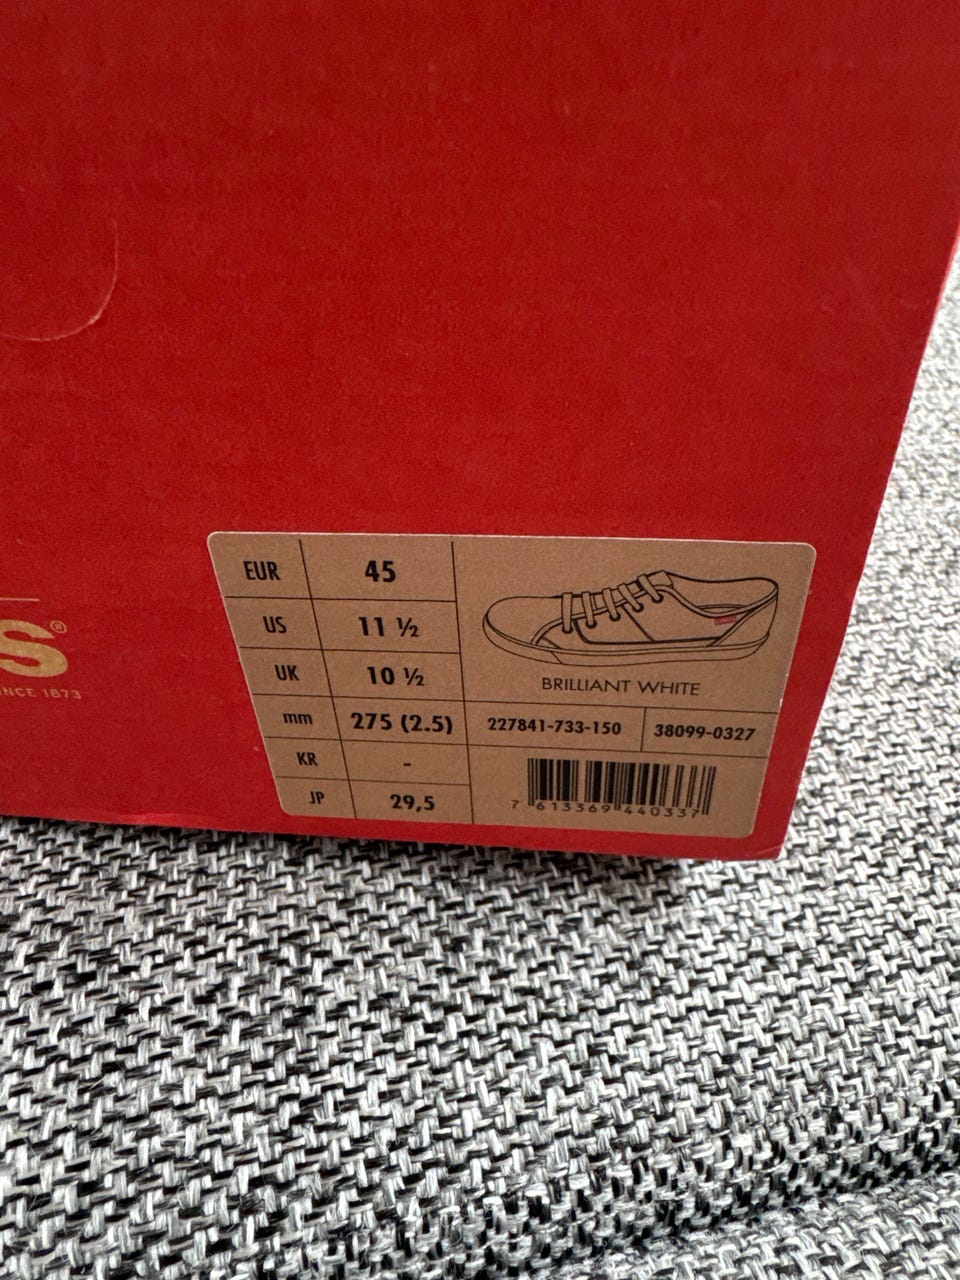 S®
SINCE 1873
EUR 45
US 11 ½
UK 10 ½
mm 275 (2.5)
KR -
JP 29,5
BRILLIANT WHITE
227841-733-150 38099-0327
7 613369 440337